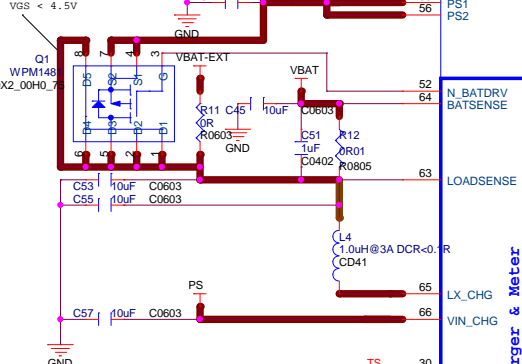 VGS < 4.5V
PS1
56
PS2
GND
Q1
WPM1481
8
7
4
3
VBAT-EXT
D5
S2
S1
G
D4
D3
D2
D1
6
5
2
1
VBAT
52
N_BATDRV
64
BATSENSE
R11
0R
R0603
C45
10uF
C0603
GND
C51
1uF
C0402
R12
0R01
R0805
C53
10uF
C0603
C55
10uF
C0603
63
LOADSENSE
L4
1.0uH@3A DCR<0.1R
CD41
PS
65
LX_CHG
C57
10uF
C0603
66
VIN_CHG
rger & Meter
GND
TS
30